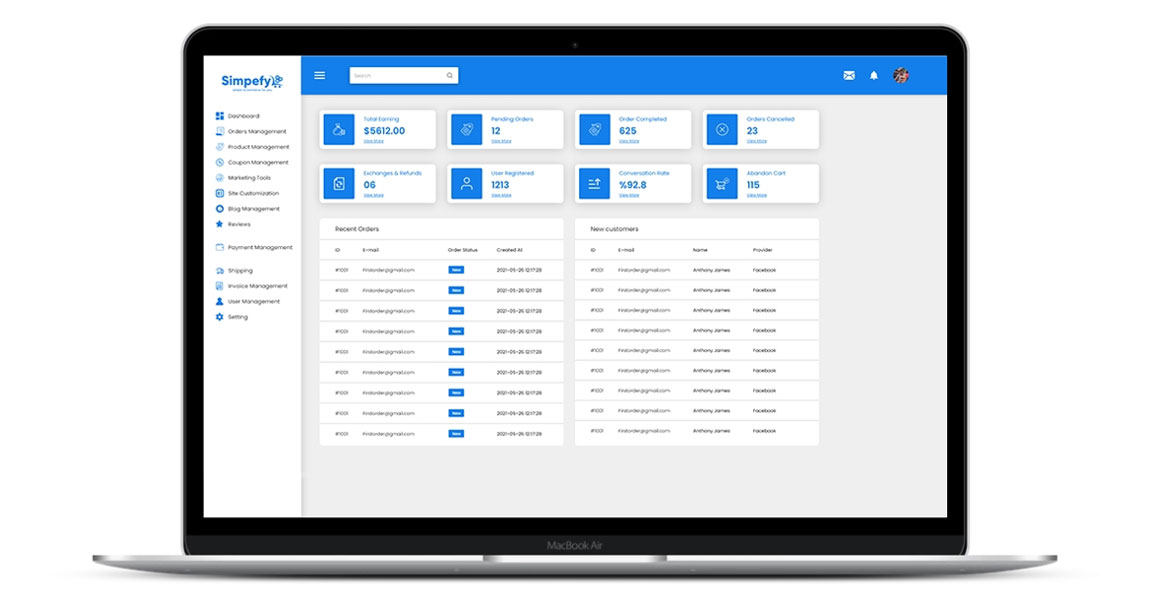 Simpefy
Search
Dashboard
Orders Management
Product Management
Coupon Management
Marketing Tools
Site Customization
Blog Management
Reviews
Payment Management
Shipping
Invoice Management
User Management
Setting
Total Earning
$5612.00
View More
Pending Orders
12
View More
Order Completed
625
View More
Orders Cancelled
23
View More
Exchanges & Refunds
06
View More
User Registered
1213
View More
Conversation Rate
%92.8
View More
Abandon Cart
115
View More
Recent Orders
ID E-mail Order Status Created At
#1001 Firstorder@gmail.com New 2021-05-26 12:17:28
#1001 Firstorder@gmail.com New 2021-05-26 12:17:28
#1001 Firstorder@gmail.com New 2021-05-26 12:17:28
#1001 Firstorder@gmail.com New 2021-05-26 12:17:28
#1001 Firstorder@gmail.com New 2021-05-26 12:17:28
#1001 Firstorder@gmail.com New 2021-05-26 12:17:28
#1001 Firstorder@gmail.com New 2021-05-26 12:17:28
#1001 Firstorder@gmail.com New 2021-05-26 12:17:28
#1001 Firstorder@gmail.com New 2021-05-26 12:17:28
New customers
ID E-mail Name Provider
#1001 Firstorder@gmail.com Anthony James Facebook
#1001 Firstorder@gmail.com Anthony James Facebook
#1001 Firstorder@gmail.com Anthony James Facebook
#1001 Firstorder@gmail.com Anthony James Facebook
#1001 Firstorder@gmail.com Anthony James Facebook
#1001 Firstorder@gmail.com Anthony James Facebook
#1001 Firstorder@gmail.com Anthony James Facebook
#1001 Firstorder@gmail.com Anthony James Facebook
#1001 Firstorder@gmail.com Anthony James Facebook
MacBook Air